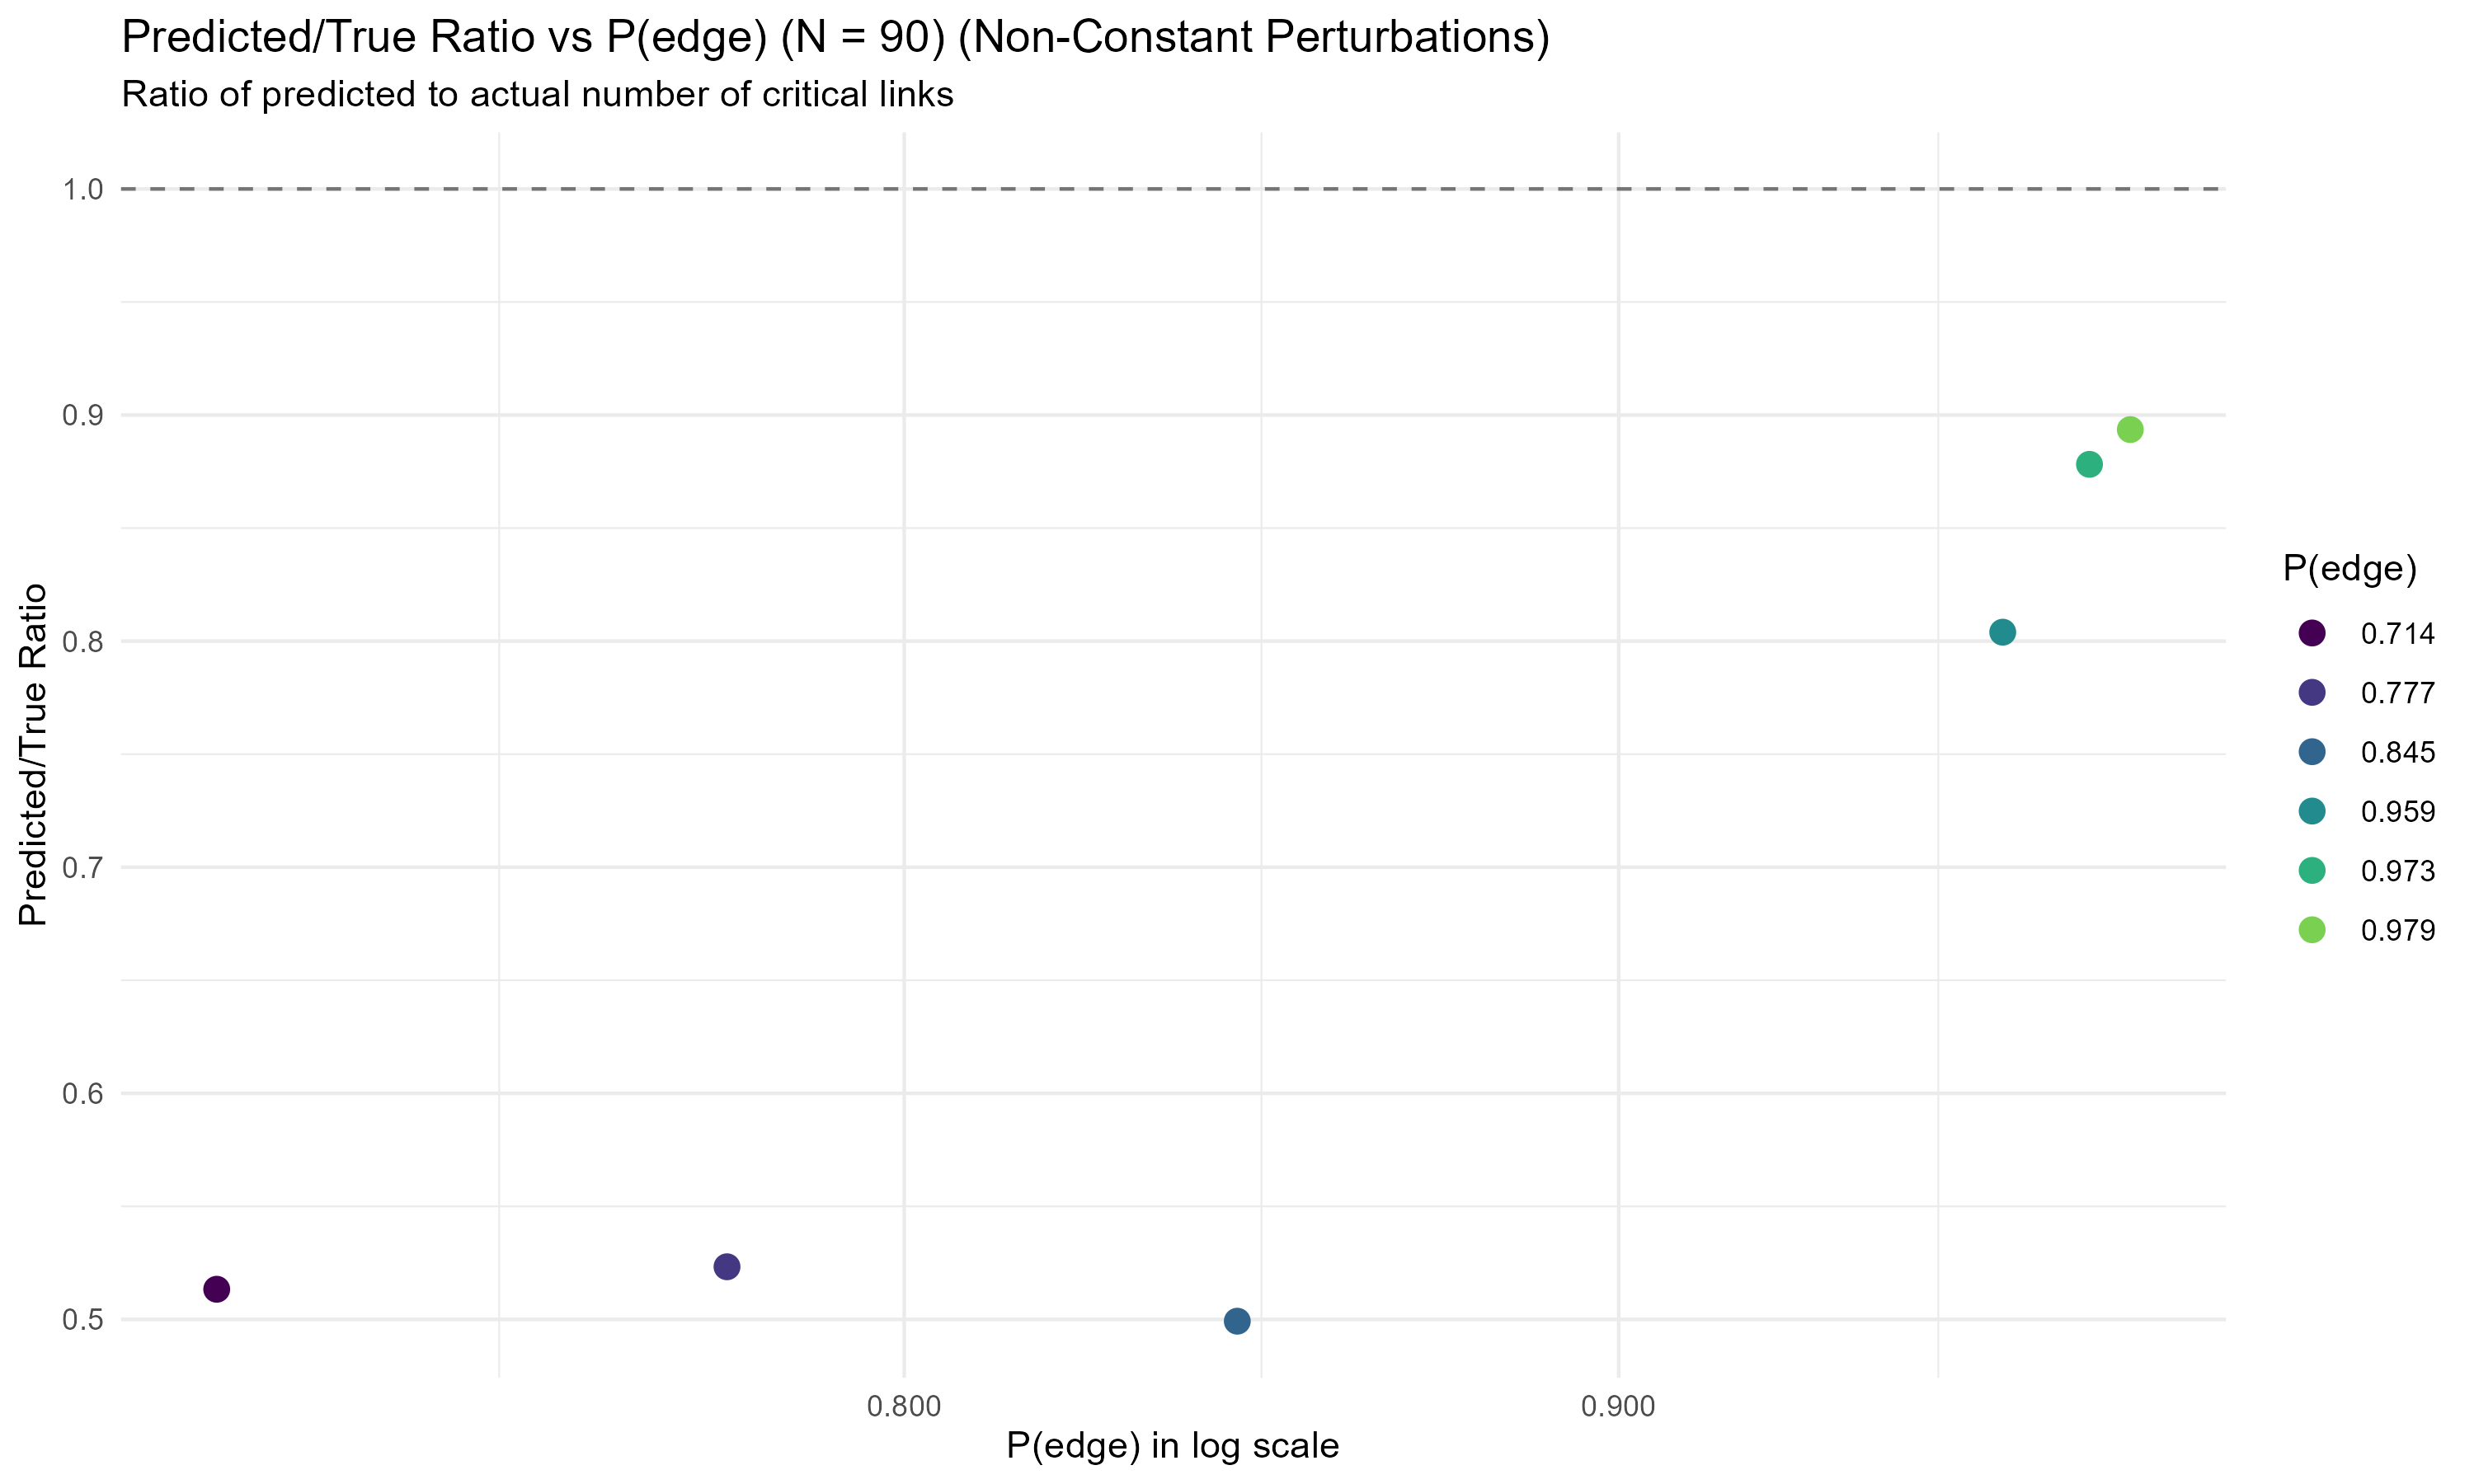 Predicted/True Ratio vs P(edge) (N = 90) (Non-Constant Perturbations)
Ratio of predicted to actual number of critical links
Predicted/True Ratio
1.0
0.9
0.8
0.7
0.6
0.5
0.800
0.900
P(edge) in log scale
P(edge)
0.714
0.777
0.845
0.959
0.973
0.979